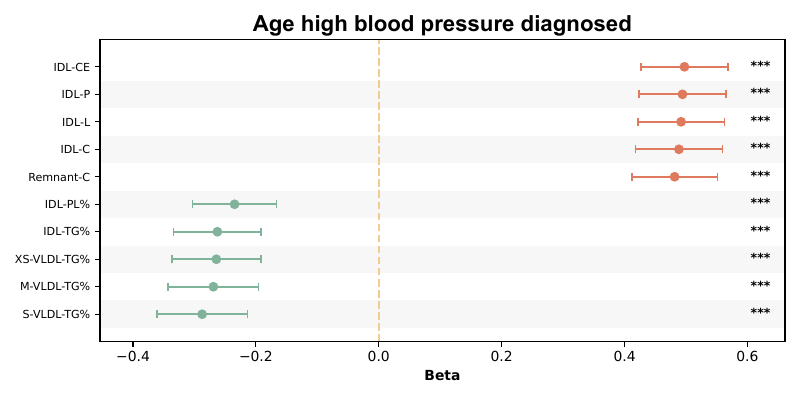 Age high blood pressure diagnosed
IDL-CE ***
IDL-P ***
IDL-L ***
IDL-C ***
Remnant-C ***
IDL-PL% ***
IDL-TG% ***
XS-VLDL-TG% ***
M-VLDL-TG% ***
S-VLDL-TG% ***
−0.4 −0.2 0.0 0.2 0.4 0.6
Beta